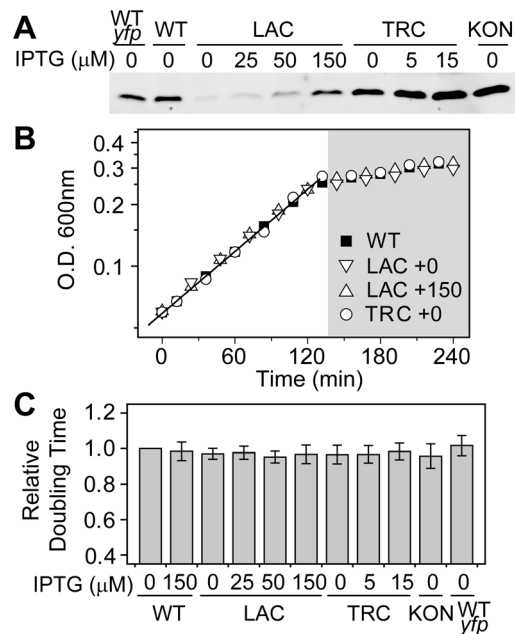 A
WT yfp WT LAC TRC KON
IPTG (μM) 0 0 0 25 50 150 0 5 15 0
B
0.4
0.3
0.2
0.1
O.D. 600nm
WT
LAC +0
LAC +150
TRC +0
0 60 120 180 240
Time (min)
C
1.2
1.0
0.8
0.6
0.4
Relative
Doubling Time
IPTG (μM) 0 150 0 25 50 150 0 5 15 0 0
WT LAC TRC KON WT yfp